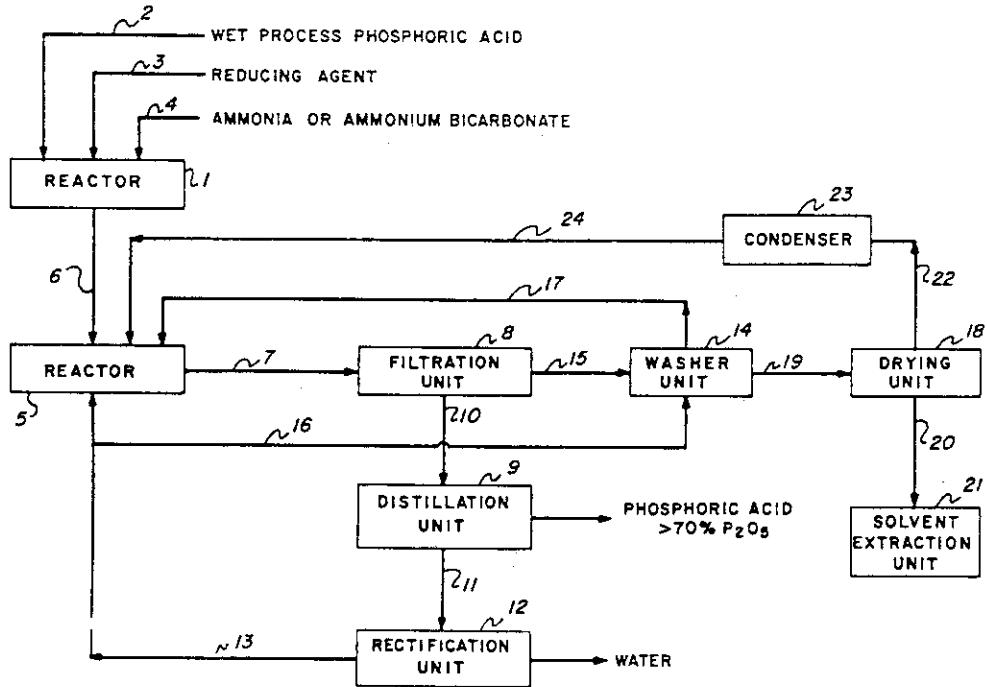 2
WET PROCESS PHOSPHORIC ACID
3
REDUCING AGENT
4
AMMONIA OR AMMONIUM BICARBONATE
REACTOR
1
23
24
CONDENSER
6
22
17
8
14
18
REACTOR
7
FILTRATION
UNIT
15
WASHER
UNIT
19
DRYING
UNIT
5
10
16
20
9
21
DISTILLATION
UNIT
PHOSPHORIC ACID
>70% P₂O₅
SOLVENT
EXTRACTION
UNIT
11
12
13
RECTIFICATION
UNIT
WATER